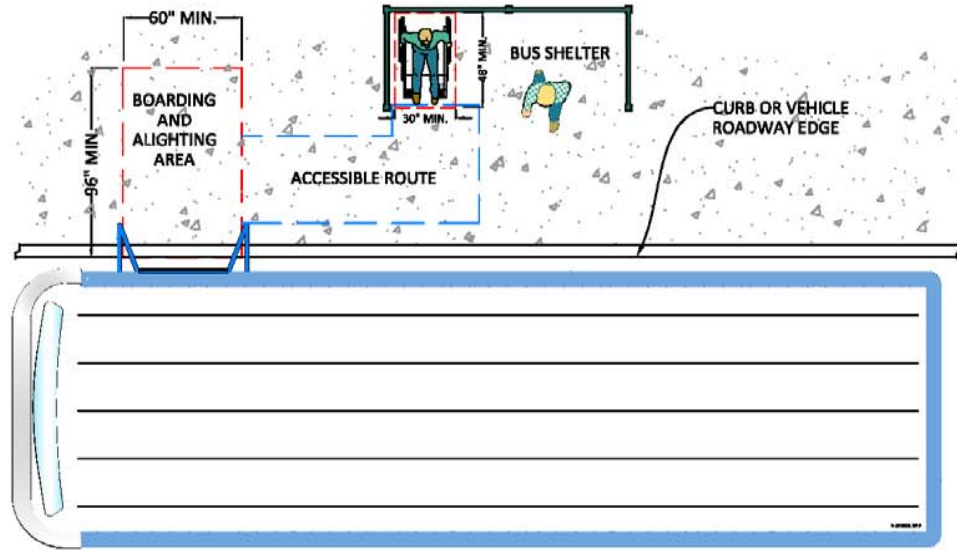 60" MIN.
BUS SHELTER
48" MIN.
BOARDING
AND
ALIGHTING
AREA
96" MIN.
30" MIN.
CURB OR VEHICLE
ROADWAY EDGE
ACCESSIBLE ROUTE